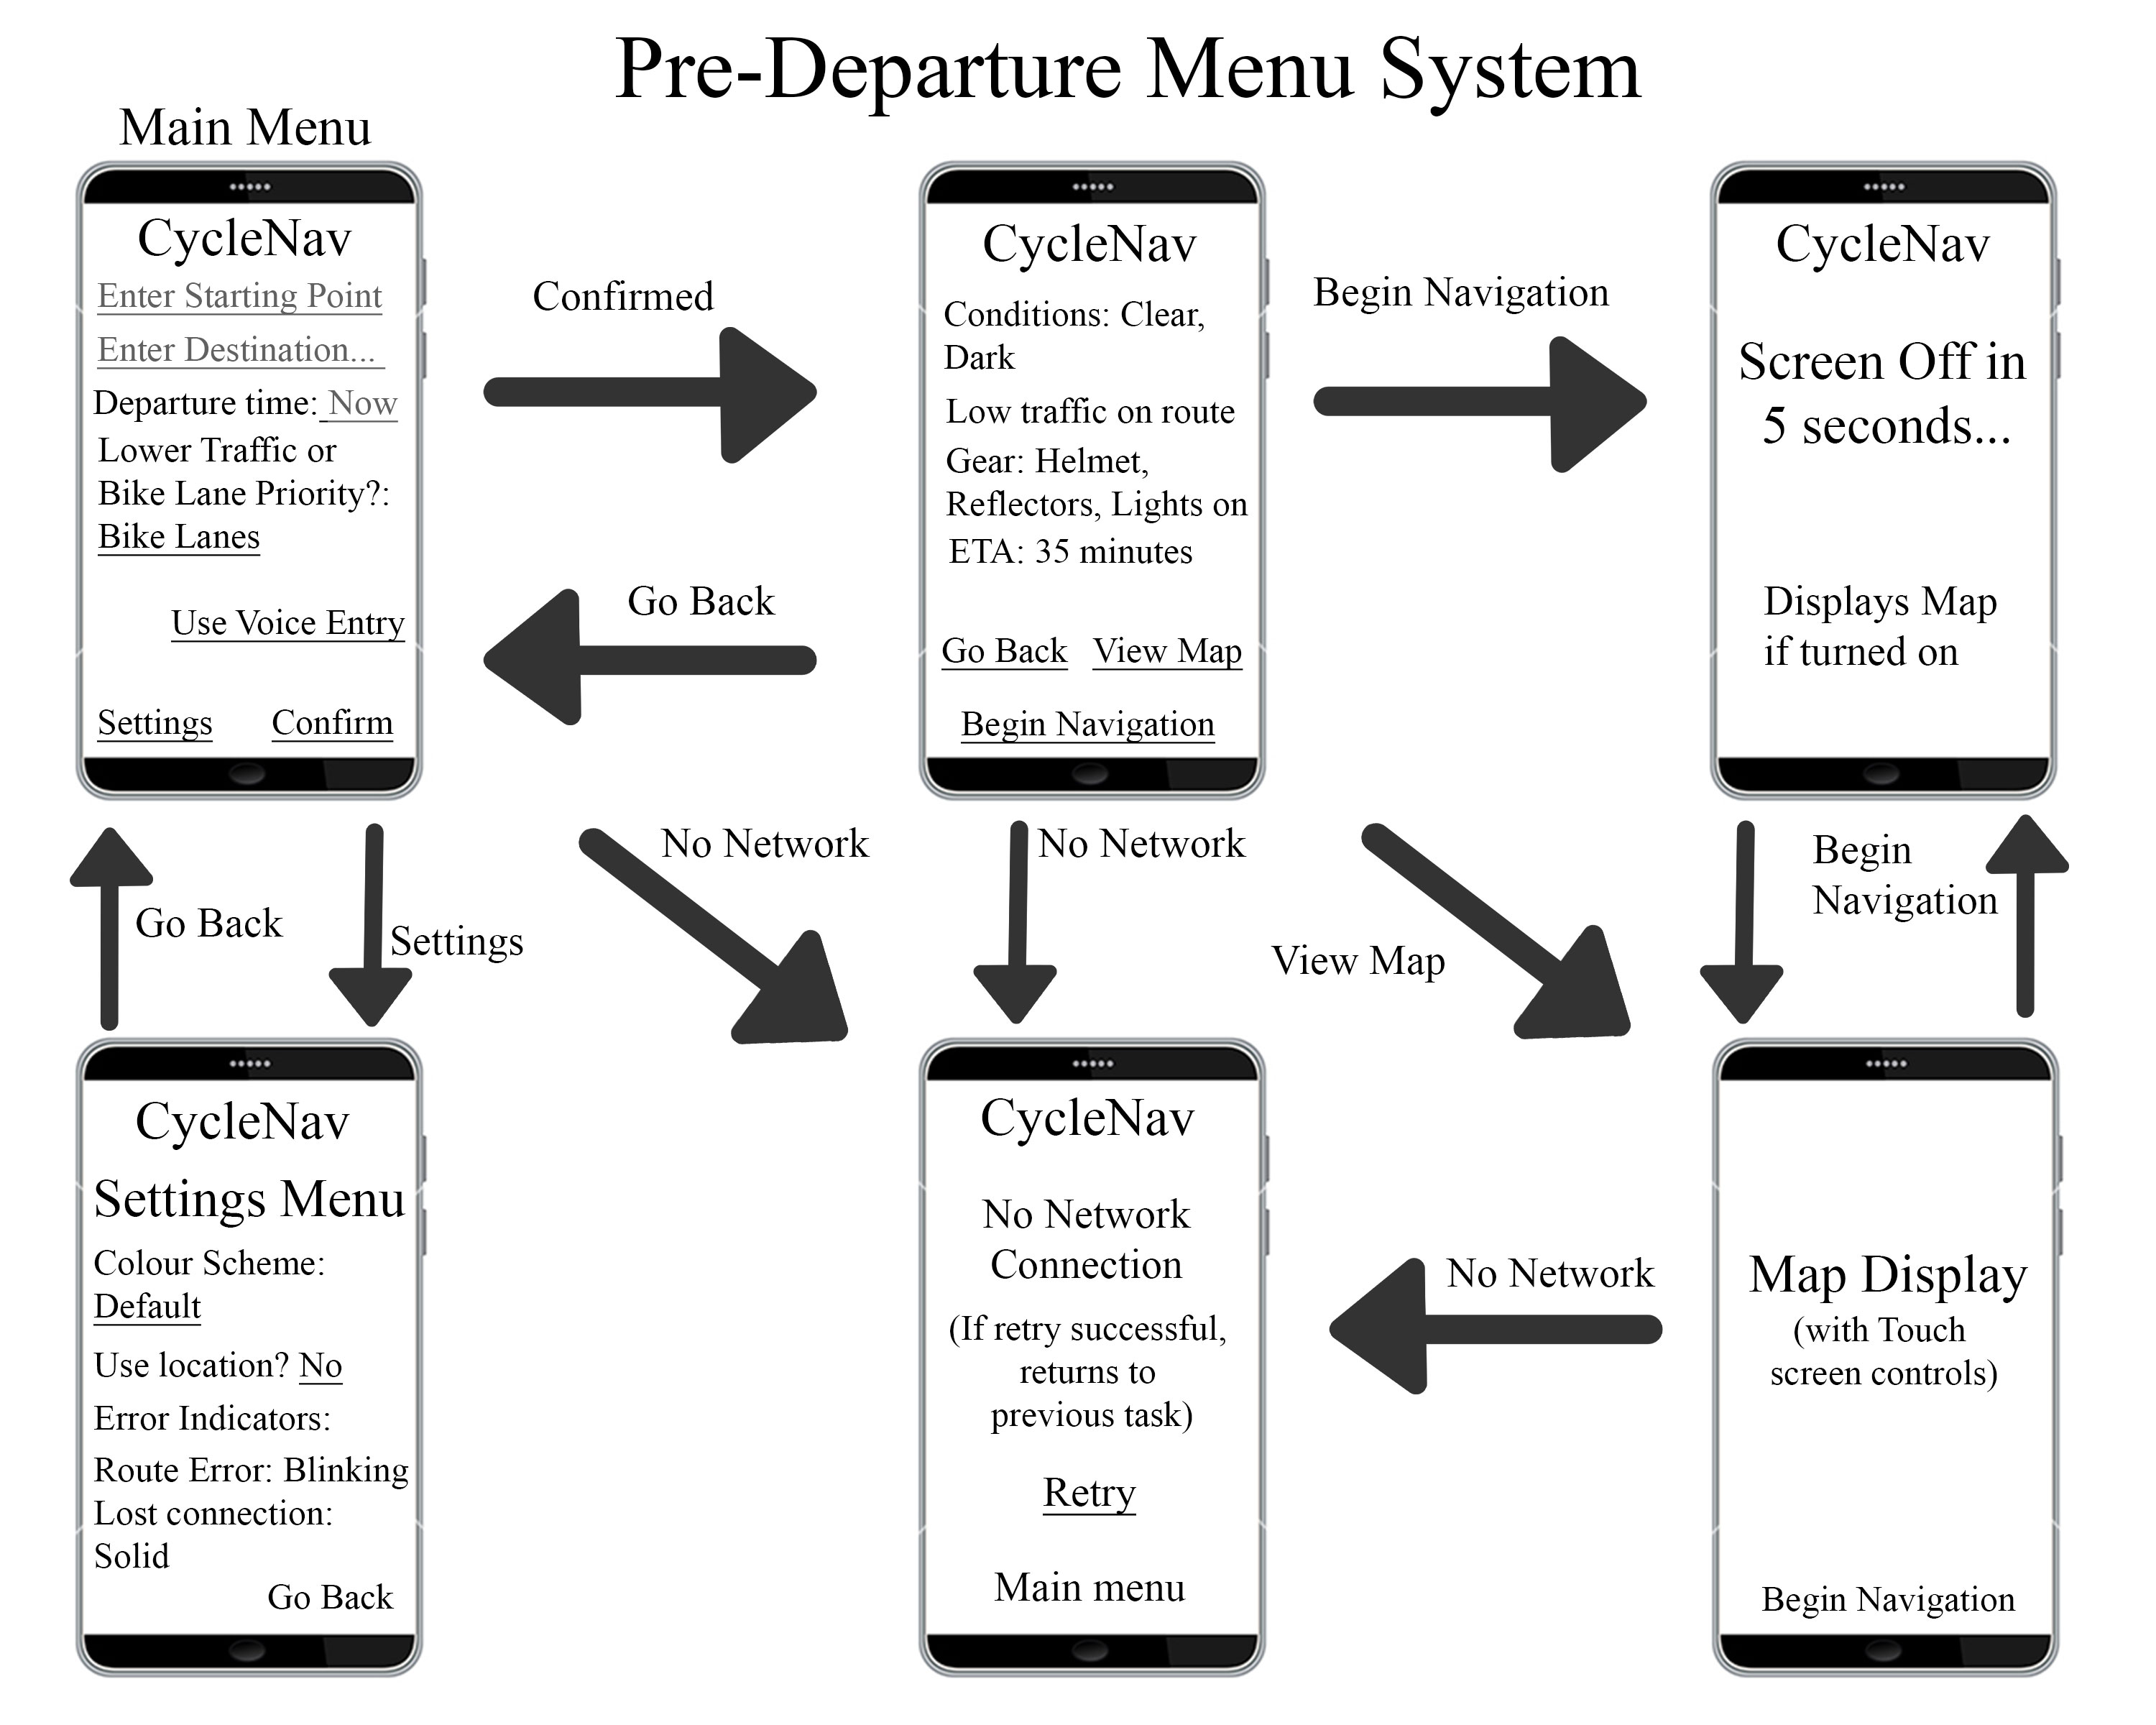 Pre-Departure Menu System
Main Menu
CycleNav
Enter Starting Point
Enter Destination...
Departure time: Now
Lower Traffic or
Bike Lane Priority?:
Bike Lanes
Use Voice Entry
Settings
Confirm
Confirmed
Go Back
CycleNav
Conditions: Clear,
Dark
Low traffic on route
Gear: Helmet,
Reflectors, Lights on
ETA: 35 minutes
Go Back
View Map
Begin Navigation
Begin Navigation
CycleNav
Screen Off in
5 seconds...
Displays Map
if turned on
Go Back
Settings
No Network
No Network
View Map
Begin
Navigation
CycleNav
Settings Menu
Colour Scheme:
Default
Use location? No
Error Indicators:
Route Error: Blinking
Lost connection:
Solid
Go Back
CycleNav
No Network
Connection
(If retry successful,
returns to
previous task)
Retry
Main menu
No Network
Map Display
(with Touch
screen controls)
Begin Navigation